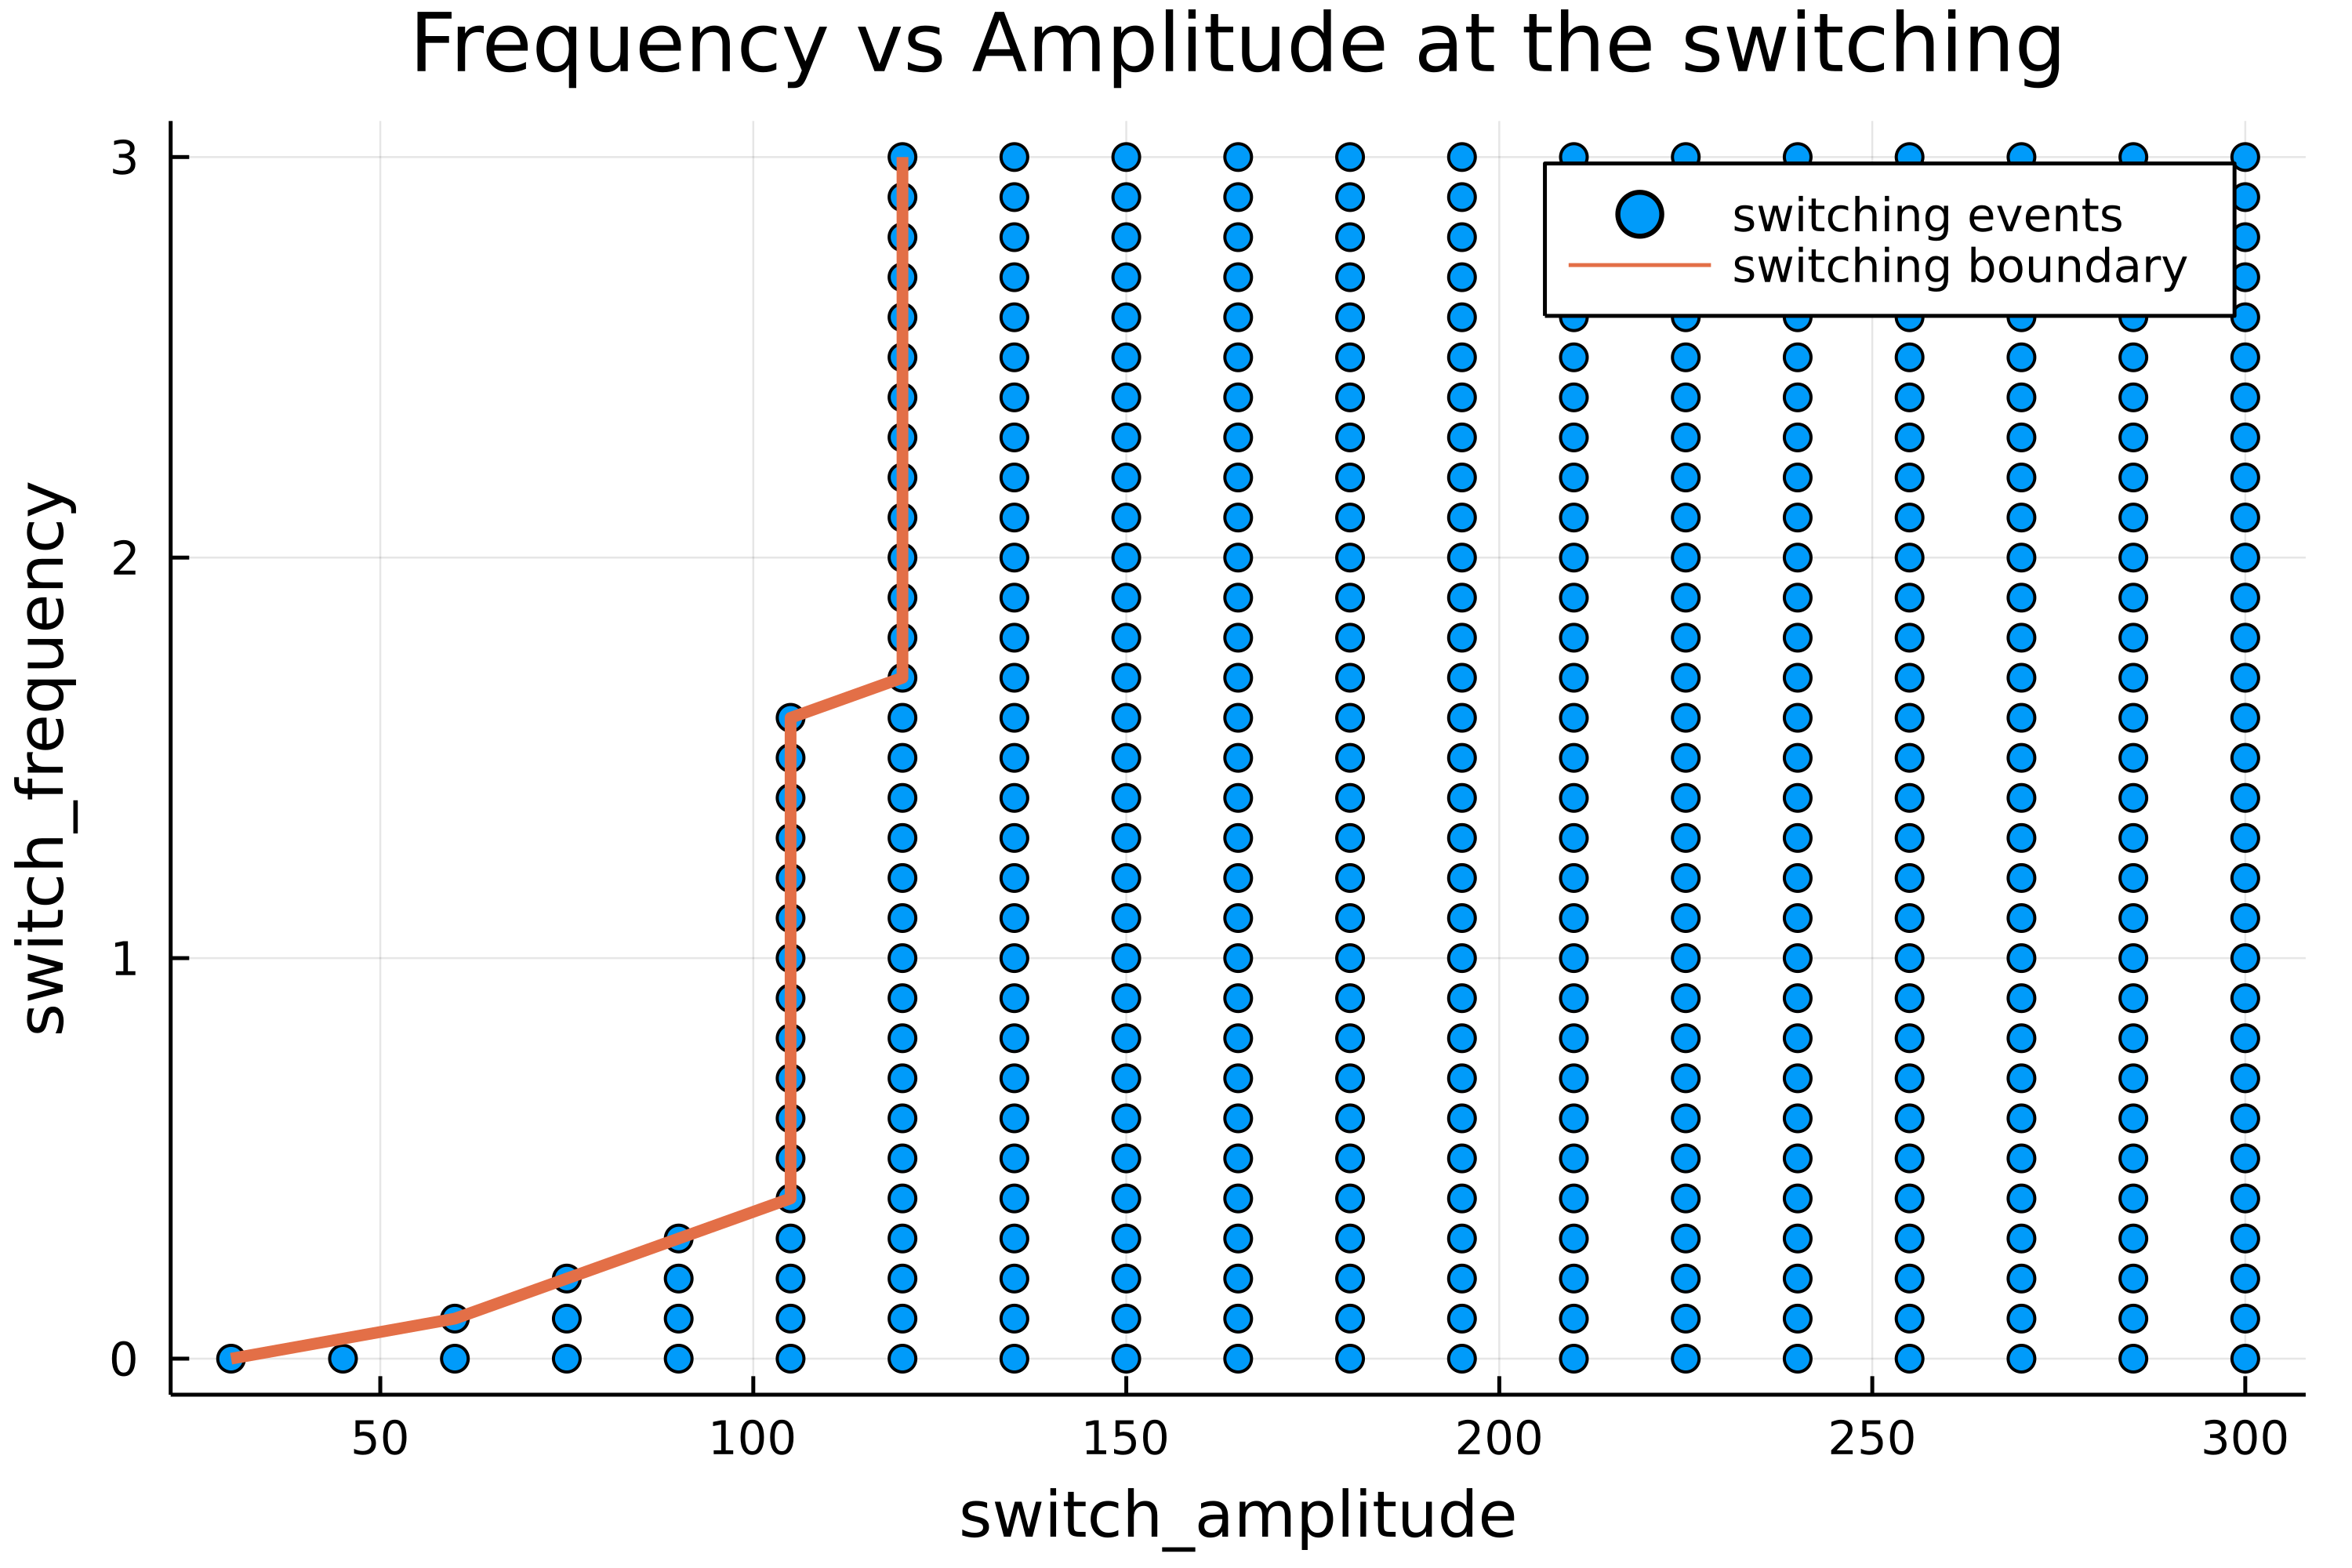 Frequency vs Amplitude at the switching
switching events
switching boundary
switch_frequency
3
2
1
0
50 100 150 200 250 300
switch_amplitude